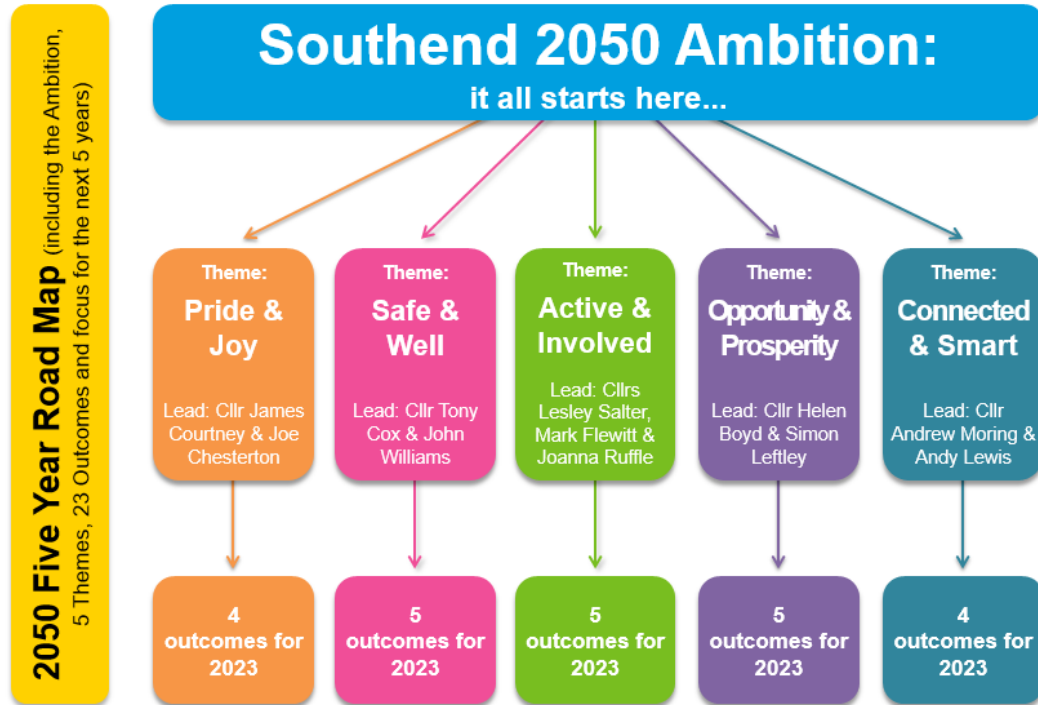 2050 Five Year Road Map (including the Ambition,
5 Themes, 23 Outcomes and focus for the next 5 years)
Southend 2050 Ambition:
it all starts here...
Theme:
Pride &
Joy
Lead: Cllr James
Courtney & Joe
Chesterton
Theme:
Safe &
Well
Lead: Cllr Tony
Cox & John
Williams
Theme:
Active &
Involved
Lead: Cllrs
Lesley Salter,
Mark Flewitt &
Joanna Ruffle
Theme:
Opportunity &
Prosperity
Lead: Cllr Helen
Boyd & Simon
Leftley
Theme:
Connected
& Smart
Lead: Cllr
Andrew Moring &
Andy Lewis
4
outcomes for
2023
5
outcomes for
2023
5
outcomes for
2023
5
outcomes for
2023
4
outcomes for
2023